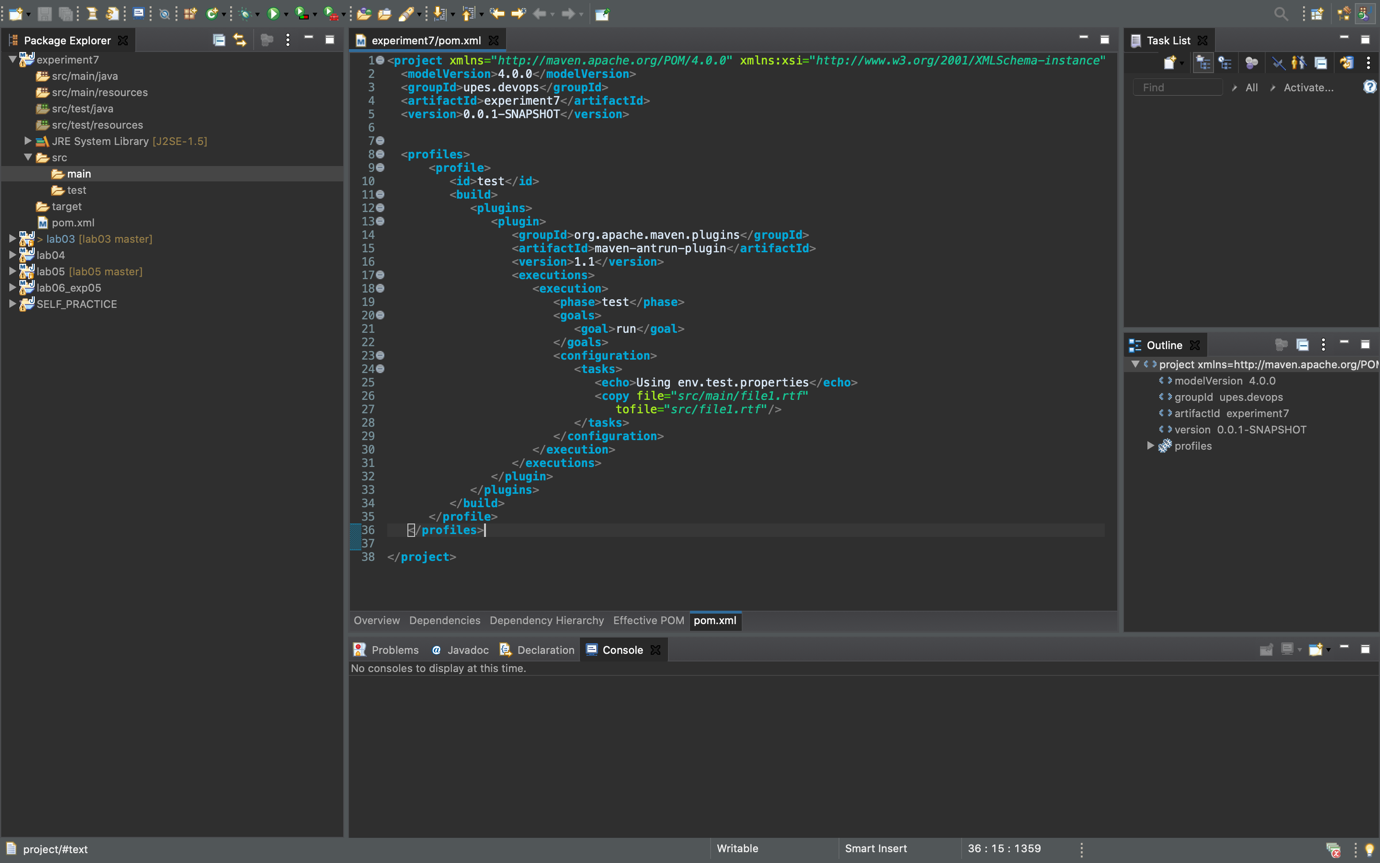 Package Explorer
experiment7
src/main/java
src/main/resources
src/test/java
src/test/resources
JRE System Library [J2SE-1.5]
src
main
test
target
pom.xml
> lab03 [lab03 master]
lab04
lab05 [lab05 master]
lab06_exp05
SELF_PRACTICE
experiment7/pom.xml
1 <project xmlns="http://maven.apache.org/POM/4.0.0" xmlns:xsi="http://www.w3.org/2001/XMLSchema-instance"
2 <modelVersion>4.0.0</modelVersion>
3 <groupId>upes.devops</groupId>
4 <artifactId>experiment7</artifactId>
5 <version>0.0.1-SNAPSHOT</version>
6
7
8 <profiles>
9 <profile>
10 <id>test</id>
11 <build>
12 <plugins>
13 <plugin>
14 <groupId>org.apache.maven.plugins</groupId>
15 <artifactId>maven-antrun-plugin</artifactId>
16 <version>1.1</version>
17 <executions>
18 <execution>
19 <phase>test</phase>
20 <goals>
21 <goal>run</goal>
22 </goals>
23 <configuration>
24 <tasks>
25 <echo>Using env.test.properties</echo>
26 <copy file="src/main/file1.rtf"
27 tofile="src/file1.rtf"/>
28 </tasks>
29 </configuration>
30 </execution>
31 </executions>
32 </plugin>
33 </plugins>
34 </build>
35 </profile>
36 </profiles>
37
38 </project>
Overview Dependencies Dependency Hierarchy Effective POM pom.xml
Problems @ Javadoc Declaration Console
No consoles to display at this time.
Task List
Find All Activate...
Outline
project xmlns=http://maven.apache.org/POM
modelVersion 4.0.0
groupId upes.devops
artifactId experiment7
version 0.0.1-SNAPSHOT
profiles
project/#text Writable Smart Insert 36 : 15 : 1359